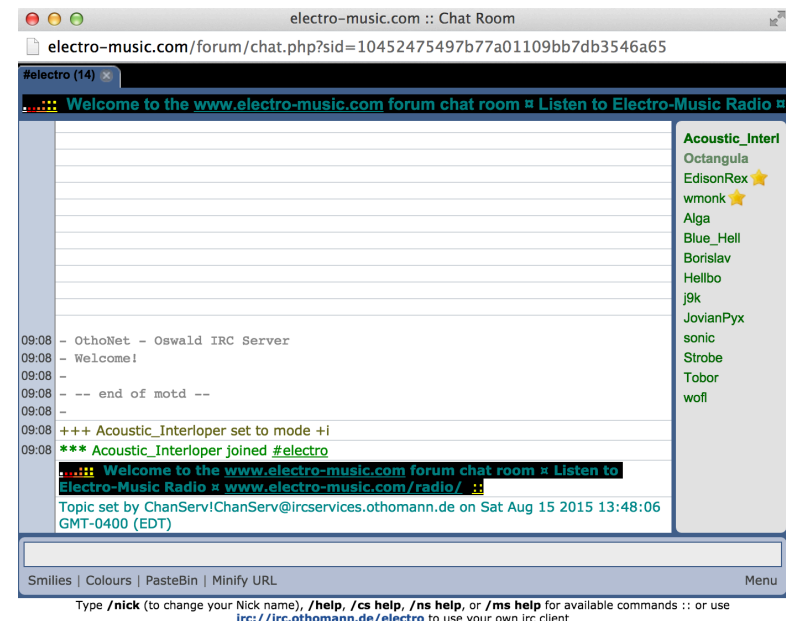 electro-music.com :: Chat Room
electro-music.com/forum/chat.php?sid=10452475497b77a01109bb7db3546a65
#electro (14)
....::: Welcome to the www.electro-music.com forum chat room ¤ Listen to Electro-Music Radio ¤
09:08 - OthoNet - Oswald IRC Server
09:08 - Welcome!
09:08 -
09:08 - -- end of motd --
09:08 -
09:08 +++ Acoustic_Interloper set to mode +i
09:08 *** Acoustic_Interloper joined #electro
....::: Welcome to the www.electro-music.com forum chat room ¤ Listen to
Electro-Music Radio ¤ www.electro-music.com/radio/ ::
Topic set by ChanServ!ChanServ@ircservices.othomann.de on Sat Aug 15 2015 13:48:06
GMT-0400 (EDT)
Acoustic_Interl
Octangula
EdisonRex
wmonk
Alga
Blue_Hell
Borislav
Hellbo
j9k
JovianPyx
sonic
Strobe
Tobor
wofl
Smilies | Colours | PasteBin | Minify URL
Menu
Type /nick (to change your Nick name), /help, /cs help, /ns help, or /ms help for available commands :: or use
irc://irc.othomann.de/electro to use your own irc client